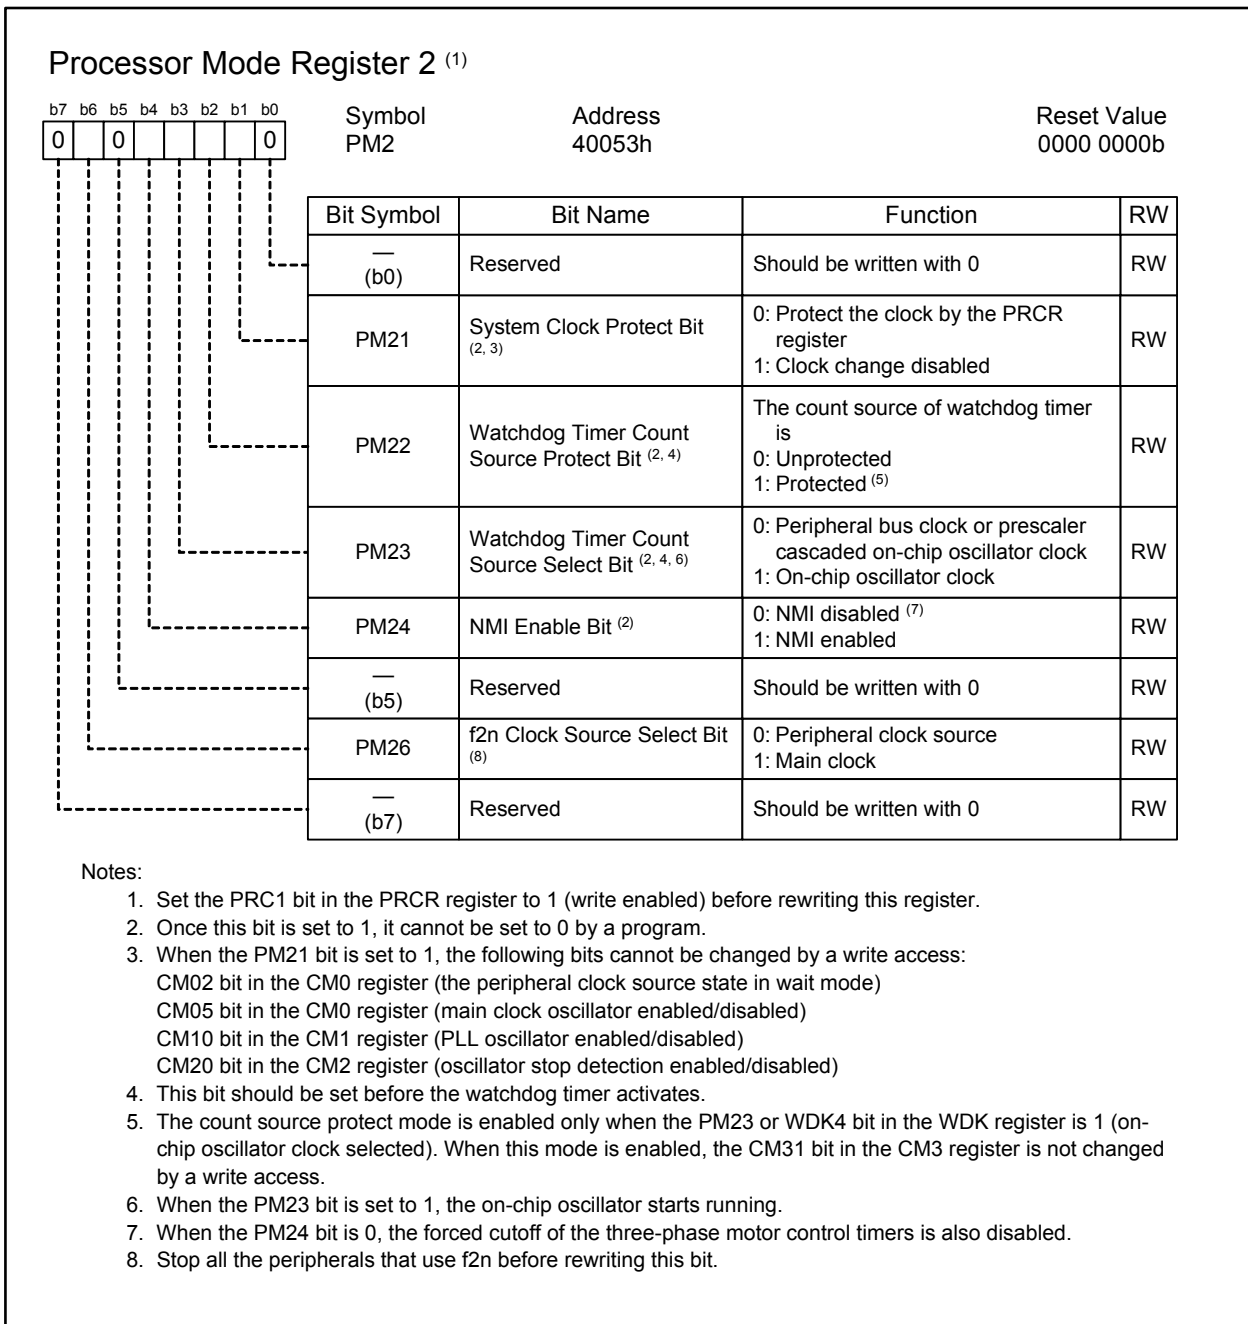 Processor Mode Register 2 (1)
b7 b6 b5 b4 b3 b2 b1 b0
0 0 0
Symbol Address Reset Value
PM2 40053h 0000 0000b
Bit Symbol Bit Name Function RW
— (b0) Reserved Should be written with 0 RW
PM21 System Clock Protect Bit (2, 3) 0: Protect the clock by the PRCR register
1: Clock change disabled RW
PM22 Watchdog Timer Count Source Protect Bit (2, 4) The count source of watchdog timer is
0: Unprotected
1: Protected (5) RW
PM23 Watchdog Timer Count Source Select Bit (2, 4, 6) 0: Peripheral bus clock or prescaler cascaded on-chip oscillator clock
1: On-chip oscillator clock RW
PM24 NMI Enable Bit (2) 0: NMI disabled (7)
1: NMI enabled RW
— (b5) Reserved Should be written with 0 RW
PM26 f2n Clock Source Select Bit (8) 0: Peripheral clock source
1: Main clock RW
— (b7) Reserved Should be written with 0 RW
Notes:
1. Set the PRC1 bit in the PRCR register to 1 (write enabled) before rewriting this register.
2. Once this bit is set to 1, it cannot be set to 0 by a program.
3. When the PM21 bit is set to 1, the following bits cannot be changed by a write access:
CM02 bit in the CM0 register (the peripheral clock source state in wait mode)
CM05 bit in the CM0 register (main clock oscillator enabled/disabled)
CM10 bit in the CM1 register (PLL oscillator enabled/disabled)
CM20 bit in the CM2 register (oscillator stop detection enabled/disabled)
4. This bit should be set before the watchdog timer activates.
5. The count source protect mode is enabled only when the PM23 or WDK4 bit in the WDK register is 1 (on-
chip oscillator clock selected). When this mode is enabled, the CM31 bit in the CM3 register is not changed
by a write access.
6. When the PM23 bit is set to 1, the on-chip oscillator starts running.
7. When the PM24 bit is 0, the forced cutoff of the three-phase motor control timers is also disabled.
8. Stop all the peripherals that use f2n before rewriting this bit.